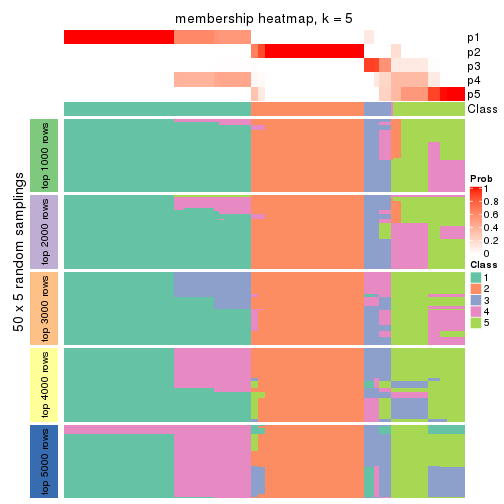 membership heatmap, k = 5
p1
p2
p3
p4
p5
Class
50 x 5 random samplings
top 1000 rows
top 2000 rows
top 3000 rows
top 4000 rows
top 5000 rows
Prob
1
0.8
0.6
0.4
0.2
0
Class
1
2
3
4
5